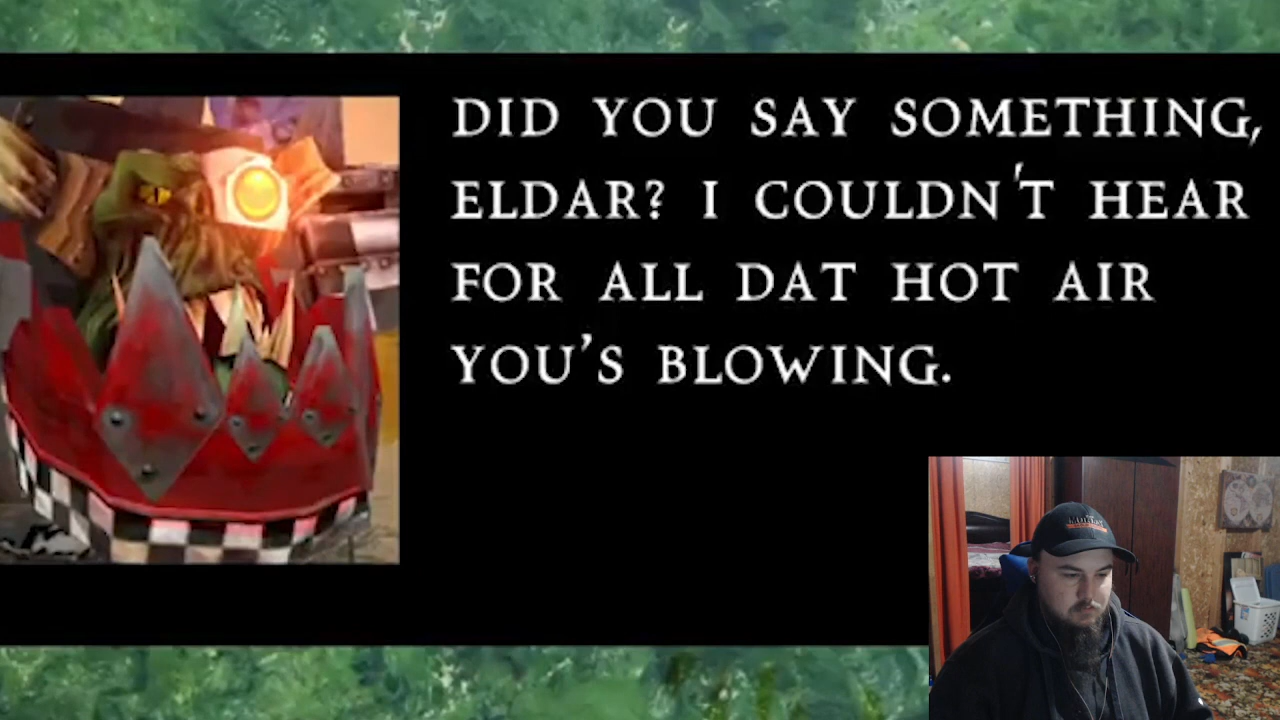 DID YOU SAY SOMETHING,
ELDAR? I COULDN'T HEAR
FOR ALL DAT HOT AIR
YOU'S BLOWING.